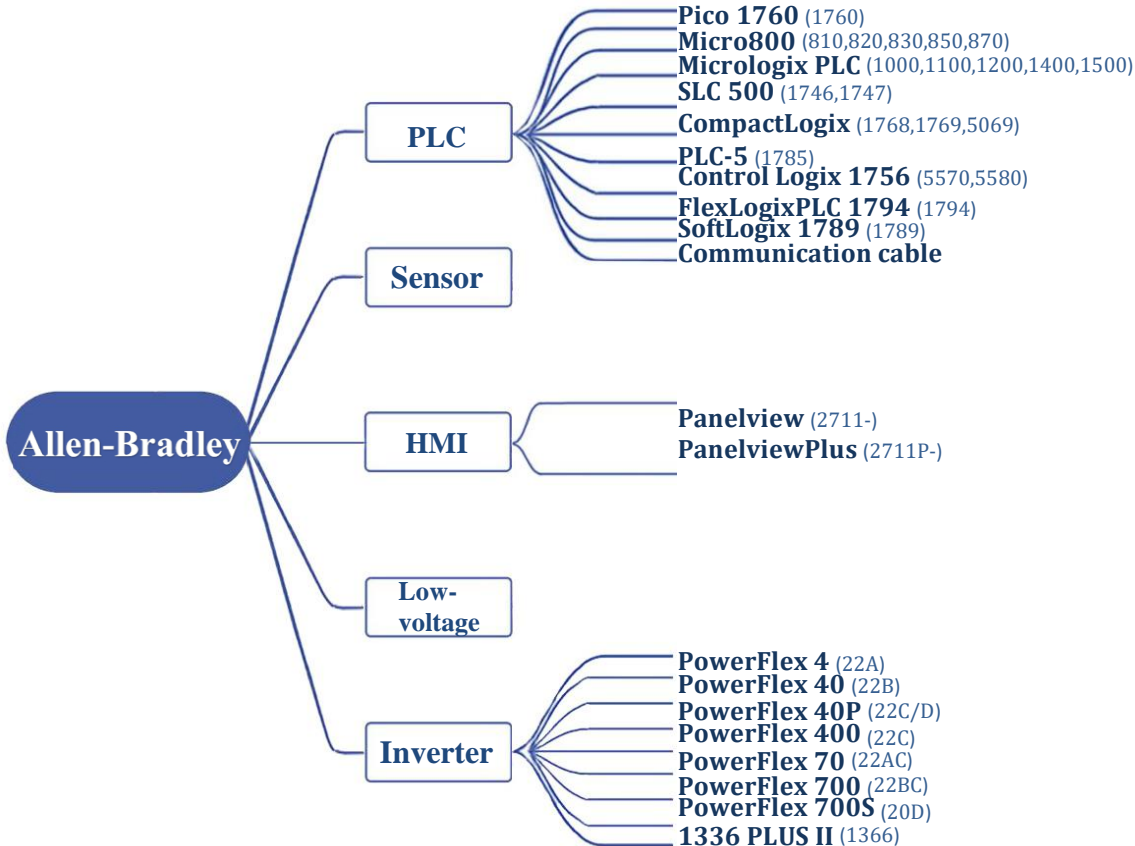 Allen-Bradley
PLC
Pico 1760 (1760)
Micro800 (810,820,830,850,870)
Micrologix PLC (1000,1100,1200,1400,1500)
SLC 500 (1746,1747)
CompactLogix (1768,1769,5069)
PLC-5 (1785)
Control Logix 1756 (5570,5580)
FlexLogixPLC 1794 (1794)
SoftLogix 1789 (1789)
Communication cable
Sensor
HMI
Panelview (2711-)
PanelviewPlus (2711P-)
Low-
voltage
Inverter
PowerFlex 4 (22A)
PowerFlex 40 (22B)
PowerFlex 40P (22C/D)
PowerFlex 400 (22C)
PowerFlex 70 (22AC)
PowerFlex 700 (22BC)
PowerFlex 700S (20D)
1336 PLUS II (1366)